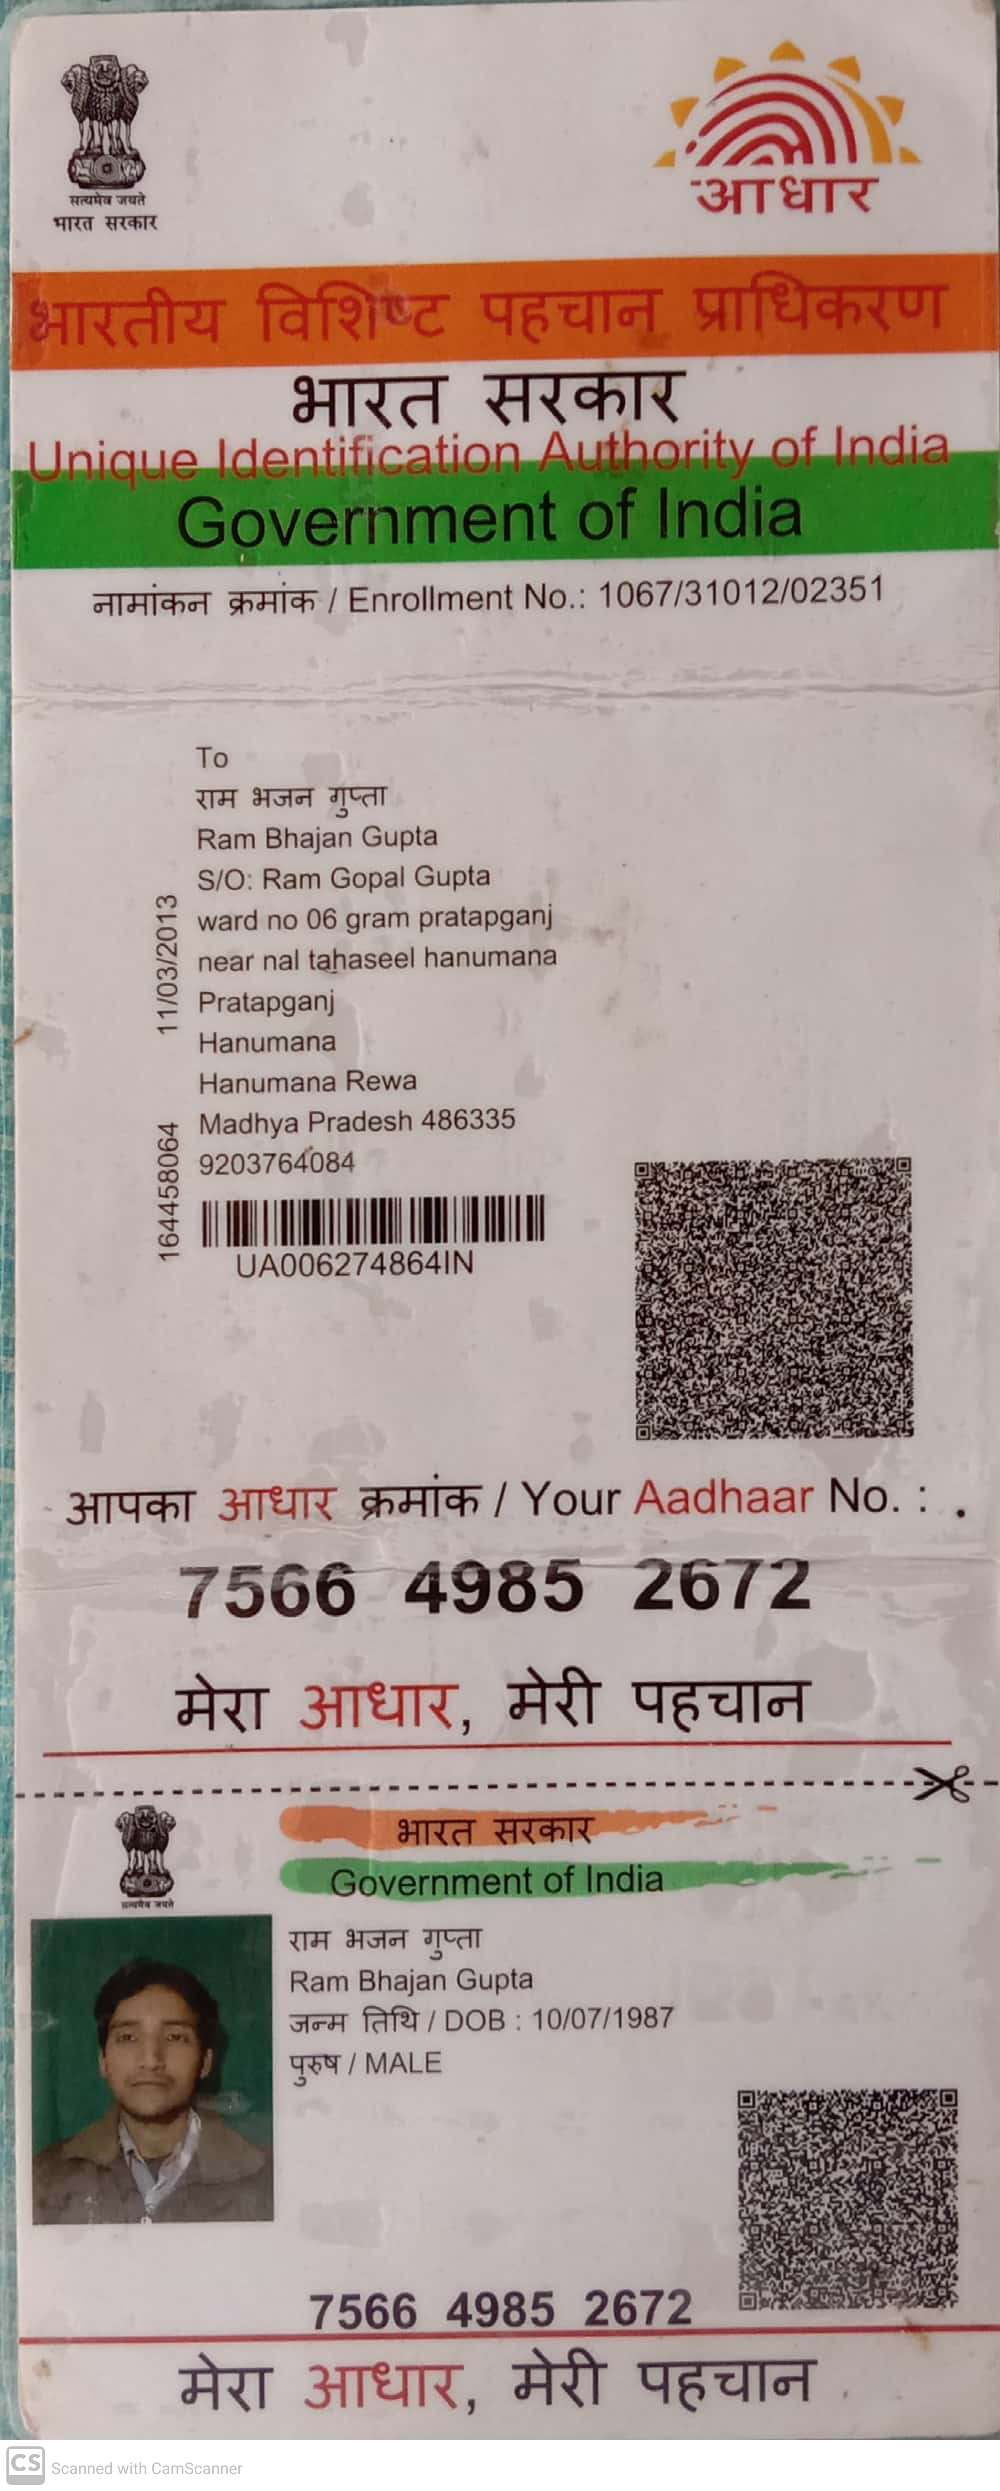 सत्यमेव जयते
भारत सरकार
आधार
भारतीय विशिष्ट पहचान प्राधिकरण
भारत सरकार
Unique Identification Authority of India
Government of India
नामांकन क्रमांक / Enrollment No.: 1067/31012/02351
To
राम भजन गुप्ता
Ram Bhajan Gupta
S/O: Ram Gopal Gupta
ward no 06 gram pratapganj
near nal tahaseel hanumana
Pratapganj
Hanumana
Hanumana Rewa
Madhya Pradesh 486335
9203764084
11/03/2013
164458064
UA006274864IN
आपका आधार क्रमांक / Your Aadhaar No. :
7566 4985 2672
मेरा आधार, मेरी पहचान
सत्यमेव जयते
भारत सरकार
Government of India
राम भजन गुप्ता
Ram Bhajan Gupta
जन्म तिथि / DOB : 10/07/1987
पुरुष / MALE
7566 4985 2672
मेरा आधार, मेरी पहचान
CS Scanned with CamScanner